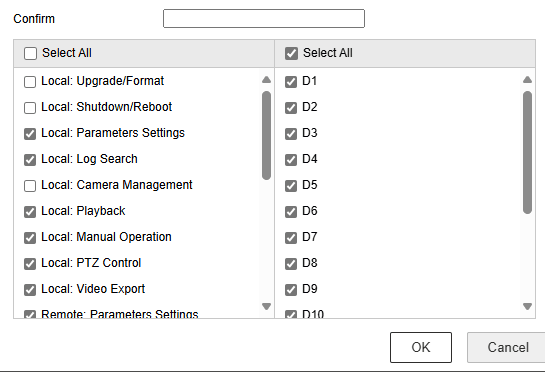 Confirm
Select All
Select All
Local: Upgrade/Format
D1
Local: Shutdown/Reboot
D2
Local: Parameters Settings
D3
Local: Log Search
D4
Local: Camera Management
D5
Local: Playback
D6
Local: Manual Operation
D7
Local: PTZ Control
D8
Local: Video Export
D9
Remote: Parameters Settings
D10
OK
Cancel